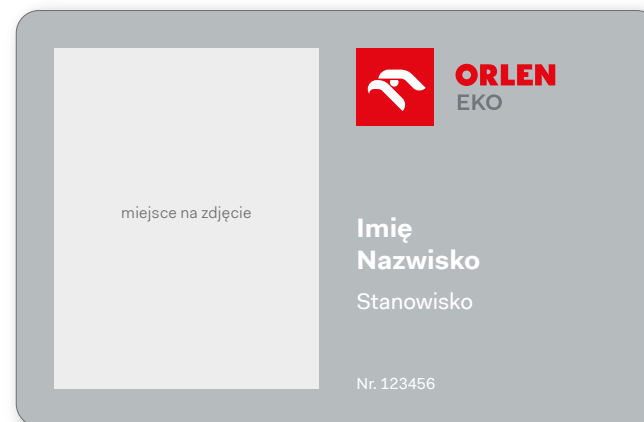 miejsce na zdjęcie
ORLEN
EKO
Imię
Nazwisko
Stanowisko
Nr. 123456